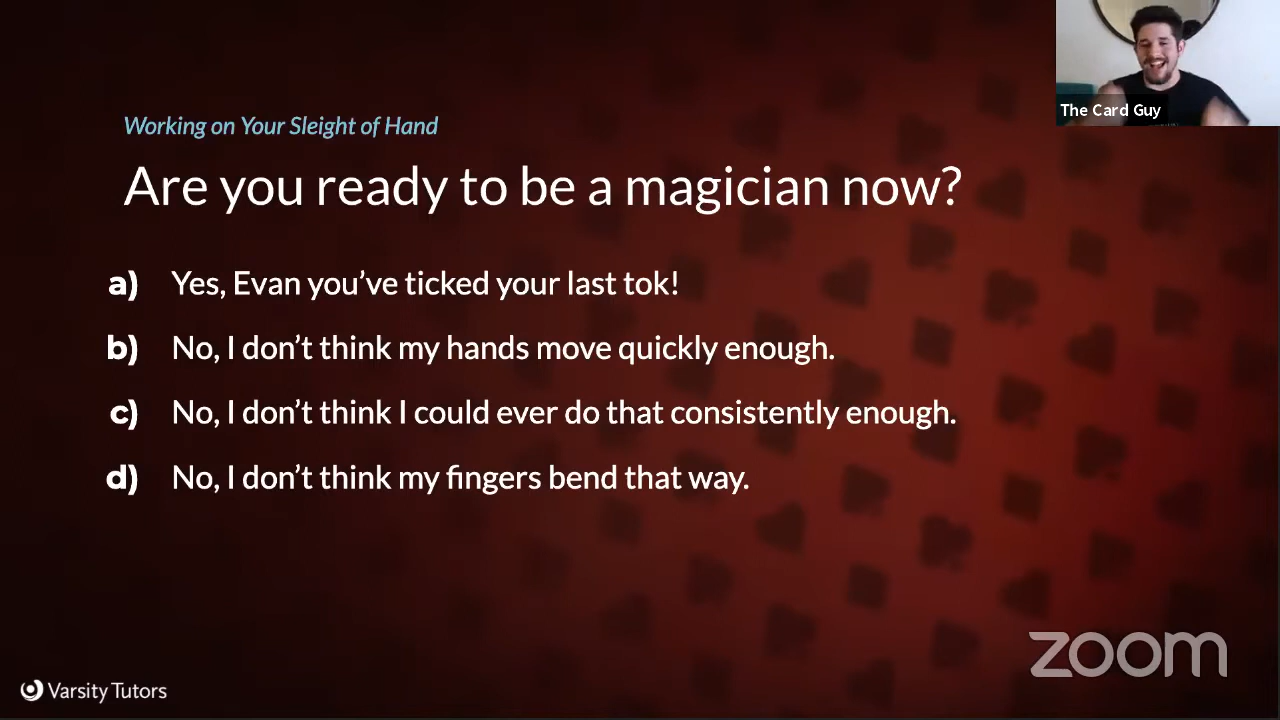 The Card Guy
Working on Your Sleight of Hand
Are you ready to be a magician now?
a) Yes, Evan you’ve ticked your last tok!
b) No, I don’t think my hands move quickly enough.
c) No, I don’t think I could ever do that consistently enough.
d) No, I don’t think my fingers bend that way.
zoom
Varsity Tutors